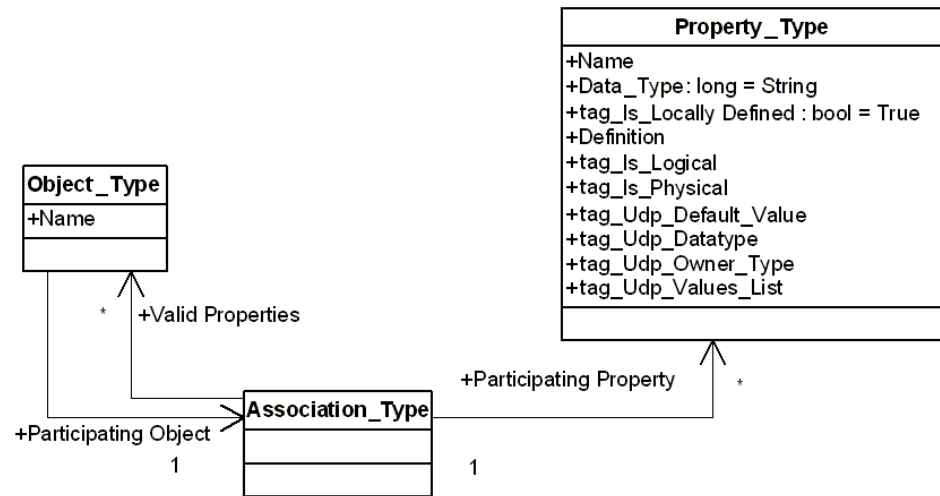 Property_Type
+Name
+Data_Type: long = String
+tag_Is_Locally Defined : bool = True
+Definition
+tag_Is_Logical
+tag_Is_Physical
+tag_Udp_Default_Value
+tag_Udp_Datatype
+tag_Udp_Owner_Type
+tag_Udp_Values_List
Object_Type
+Name
*
+Valid Properties
+Participating Property
*
Association_Type
+Participating Object
1
1